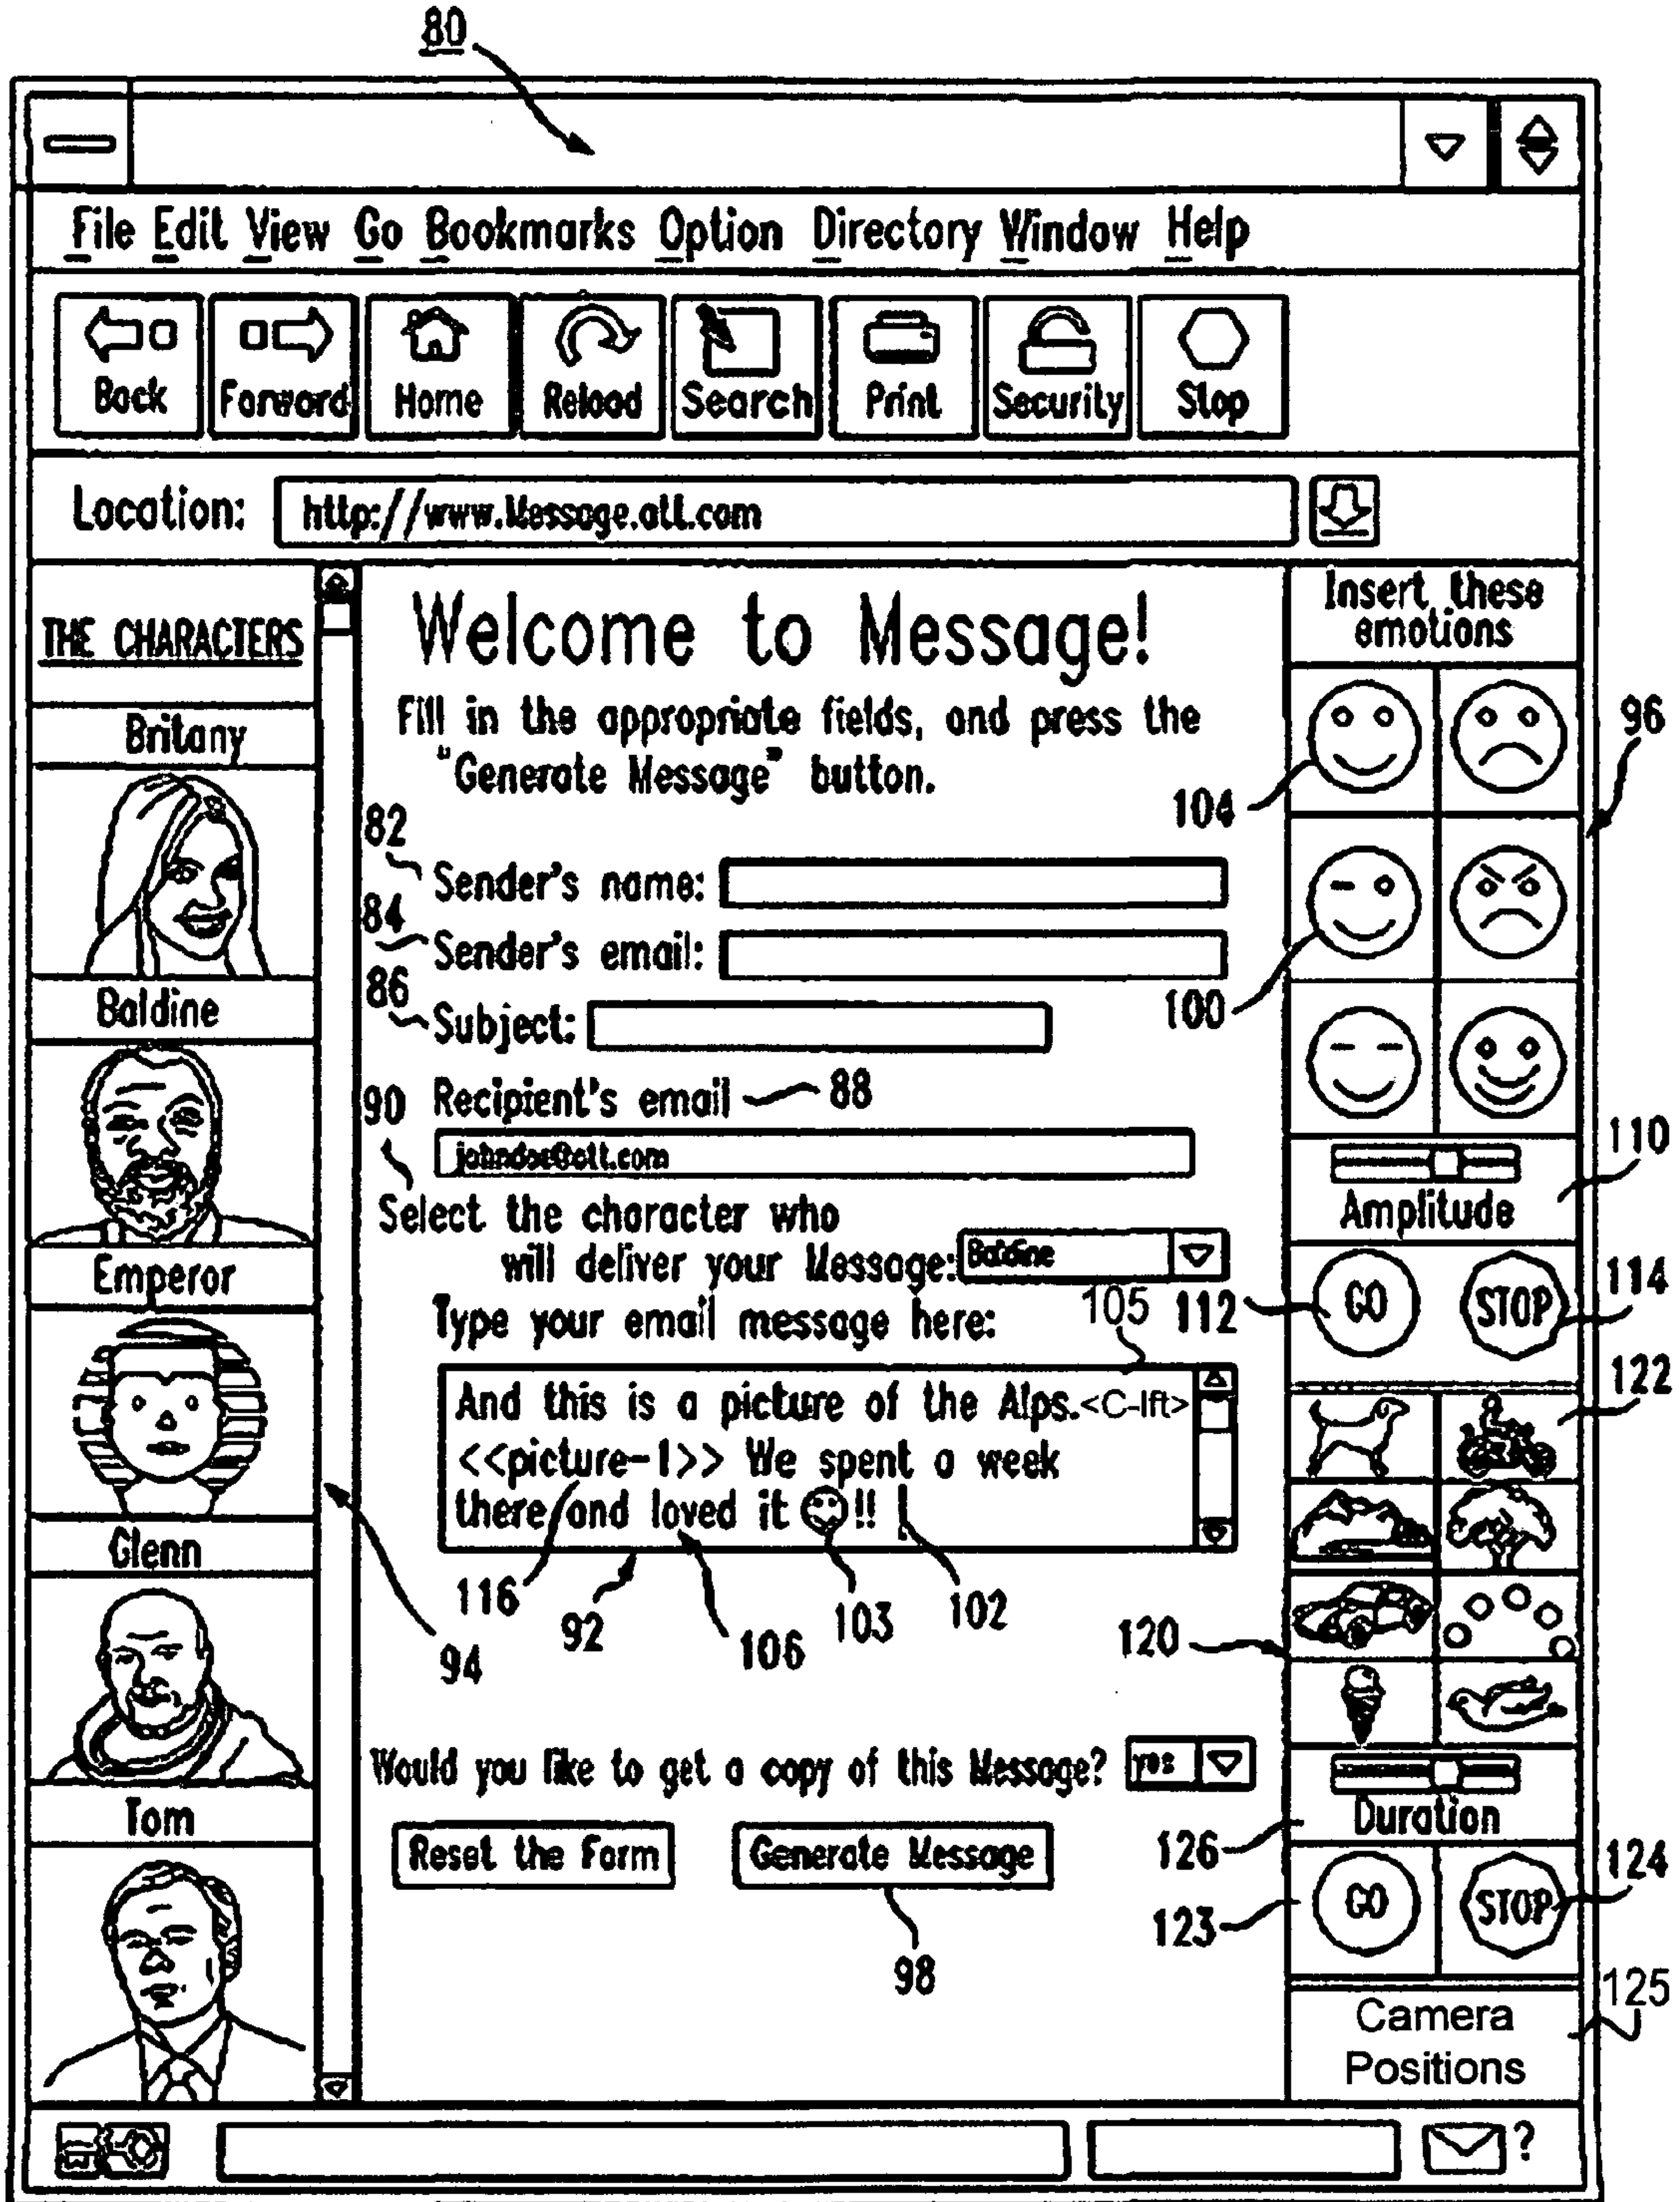 80
File Edit View Go Bookmarks Option Directory Window Help
Back Forward Home Reload Search Print Security Stop
Location: http://www.Message.att.com
THE CHARACTERS
Britany
Baldine
Emperor
Glenn
Tom
94
Welcome to Message!
Fill in the appropriate fields, and press the
"Generate Message" button.
82
Sender's name:
84
Sender's email:
86
Subject:
Recipient's email 88
90
johndoe@att.com
Select the character who
will deliver your Message: Baldine
Type your email message here:
105
And this is a picture of the Alps.<C-lft>
<<picture-1>> We spent a week
there and loved it !!
116
92
106
103
102
Would you like to get a copy of this Message? yes
Reset the Form
Generate Message
98
Insert these
emotions
96
104
100
110
Amplitude
112
GO
STOP
114
122
120
Duration
126
GO
STOP
124
123
Camera
Positions
125
?